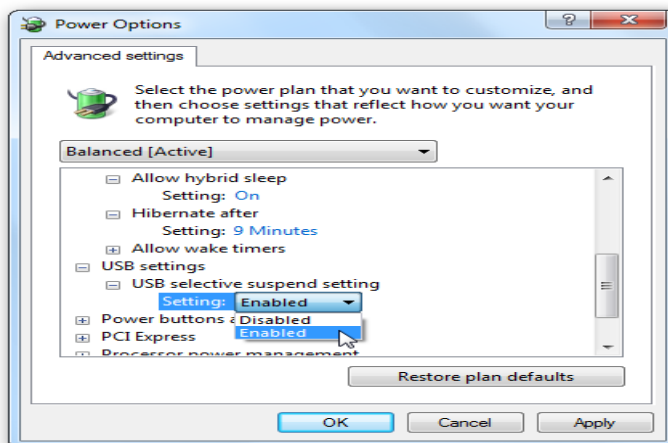 Power Options
Advanced settings
Select the power plan that you want to customize, and
then choose settings that reflect how you want your
computer to manage power.
Balanced [Active]
Allow hybrid sleep
Setting: On
Hibernate after
Setting: 9 Minutes
Allow wake timers
USB settings
USB selective suspend setting
Setting: Enabled
Power buttons a
Disabled
PCI Express
Enabled
Processor power management
Restore plan defaults
OK
Cancel
Apply